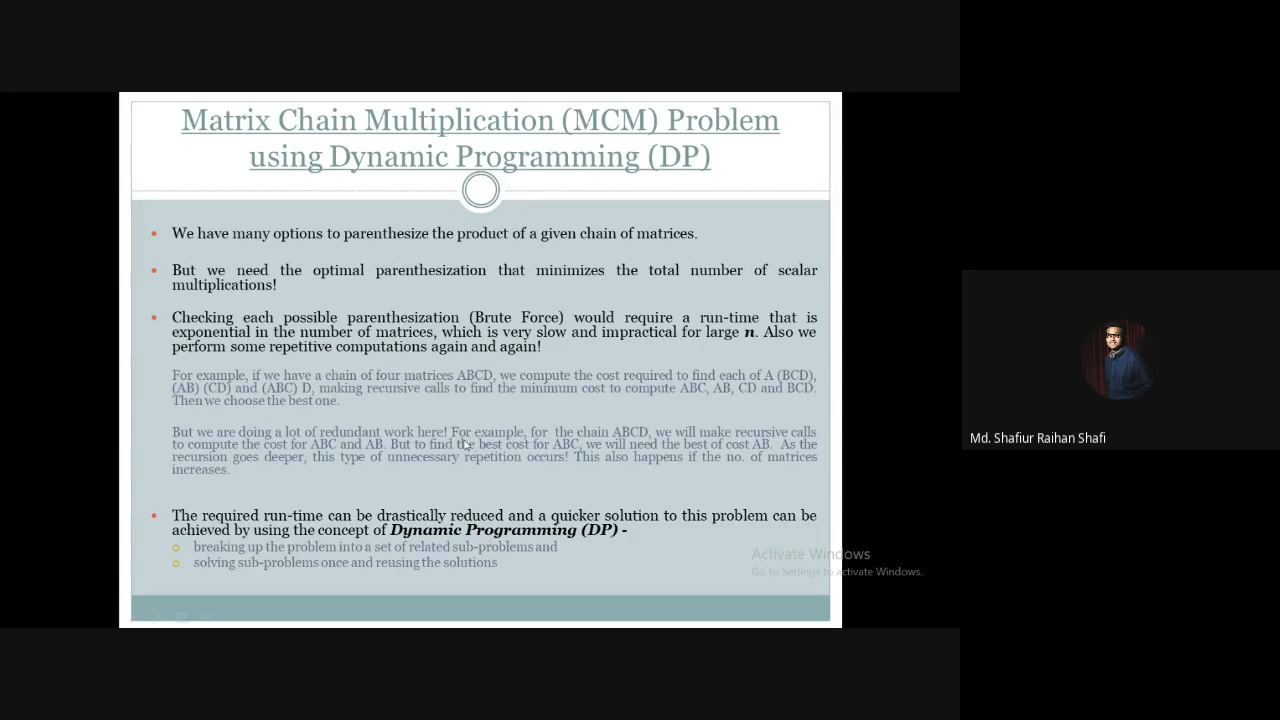 Matrix Chain Multiplication (MCM) Problem
using Dynamic Programming (DP)
We have many options to parenthesize the product of a given chain of matrices.
But we need the optimal parenthesization that minimizes the total number of scalar
multiplications!
Checking each possible parenthesization (Brute Force) would require a run-time that is
exponential in the number of matrices, which is very slow and impractical for large n. Also we
perform some repetitive computations again and again!
For example, if we have a chain of four matrices ABCD, we compute the cost required to find each of A (BCD),
(AB) (CD) and (ABC) D, making recursive calls to find the minimum cost to compute ABC, AB, CD and BCD.
Then we choose the best one.
But we are doing a lot of redundant work here! For example, for the chain ABCD, we will make recursive calls
to compute the cost for ABC and AB. But to find the best cost for ABC, we will need the best of cost AB. As the
recursion goes deeper, this type of unnecessary repetition occurs! This also happens if the no. of matrices
increases.
The required run-time can be drastically reduced and a quicker solution to this problem can be
achieved by using the concept of Dynamic Programming (DP) -
breaking up the problem into a set of related sub-problems and
solving sub-problems once and reusing the solutions
Activate Windows
Go to Settings to activate Windows.
Md. Shafiur Raihan Shafi